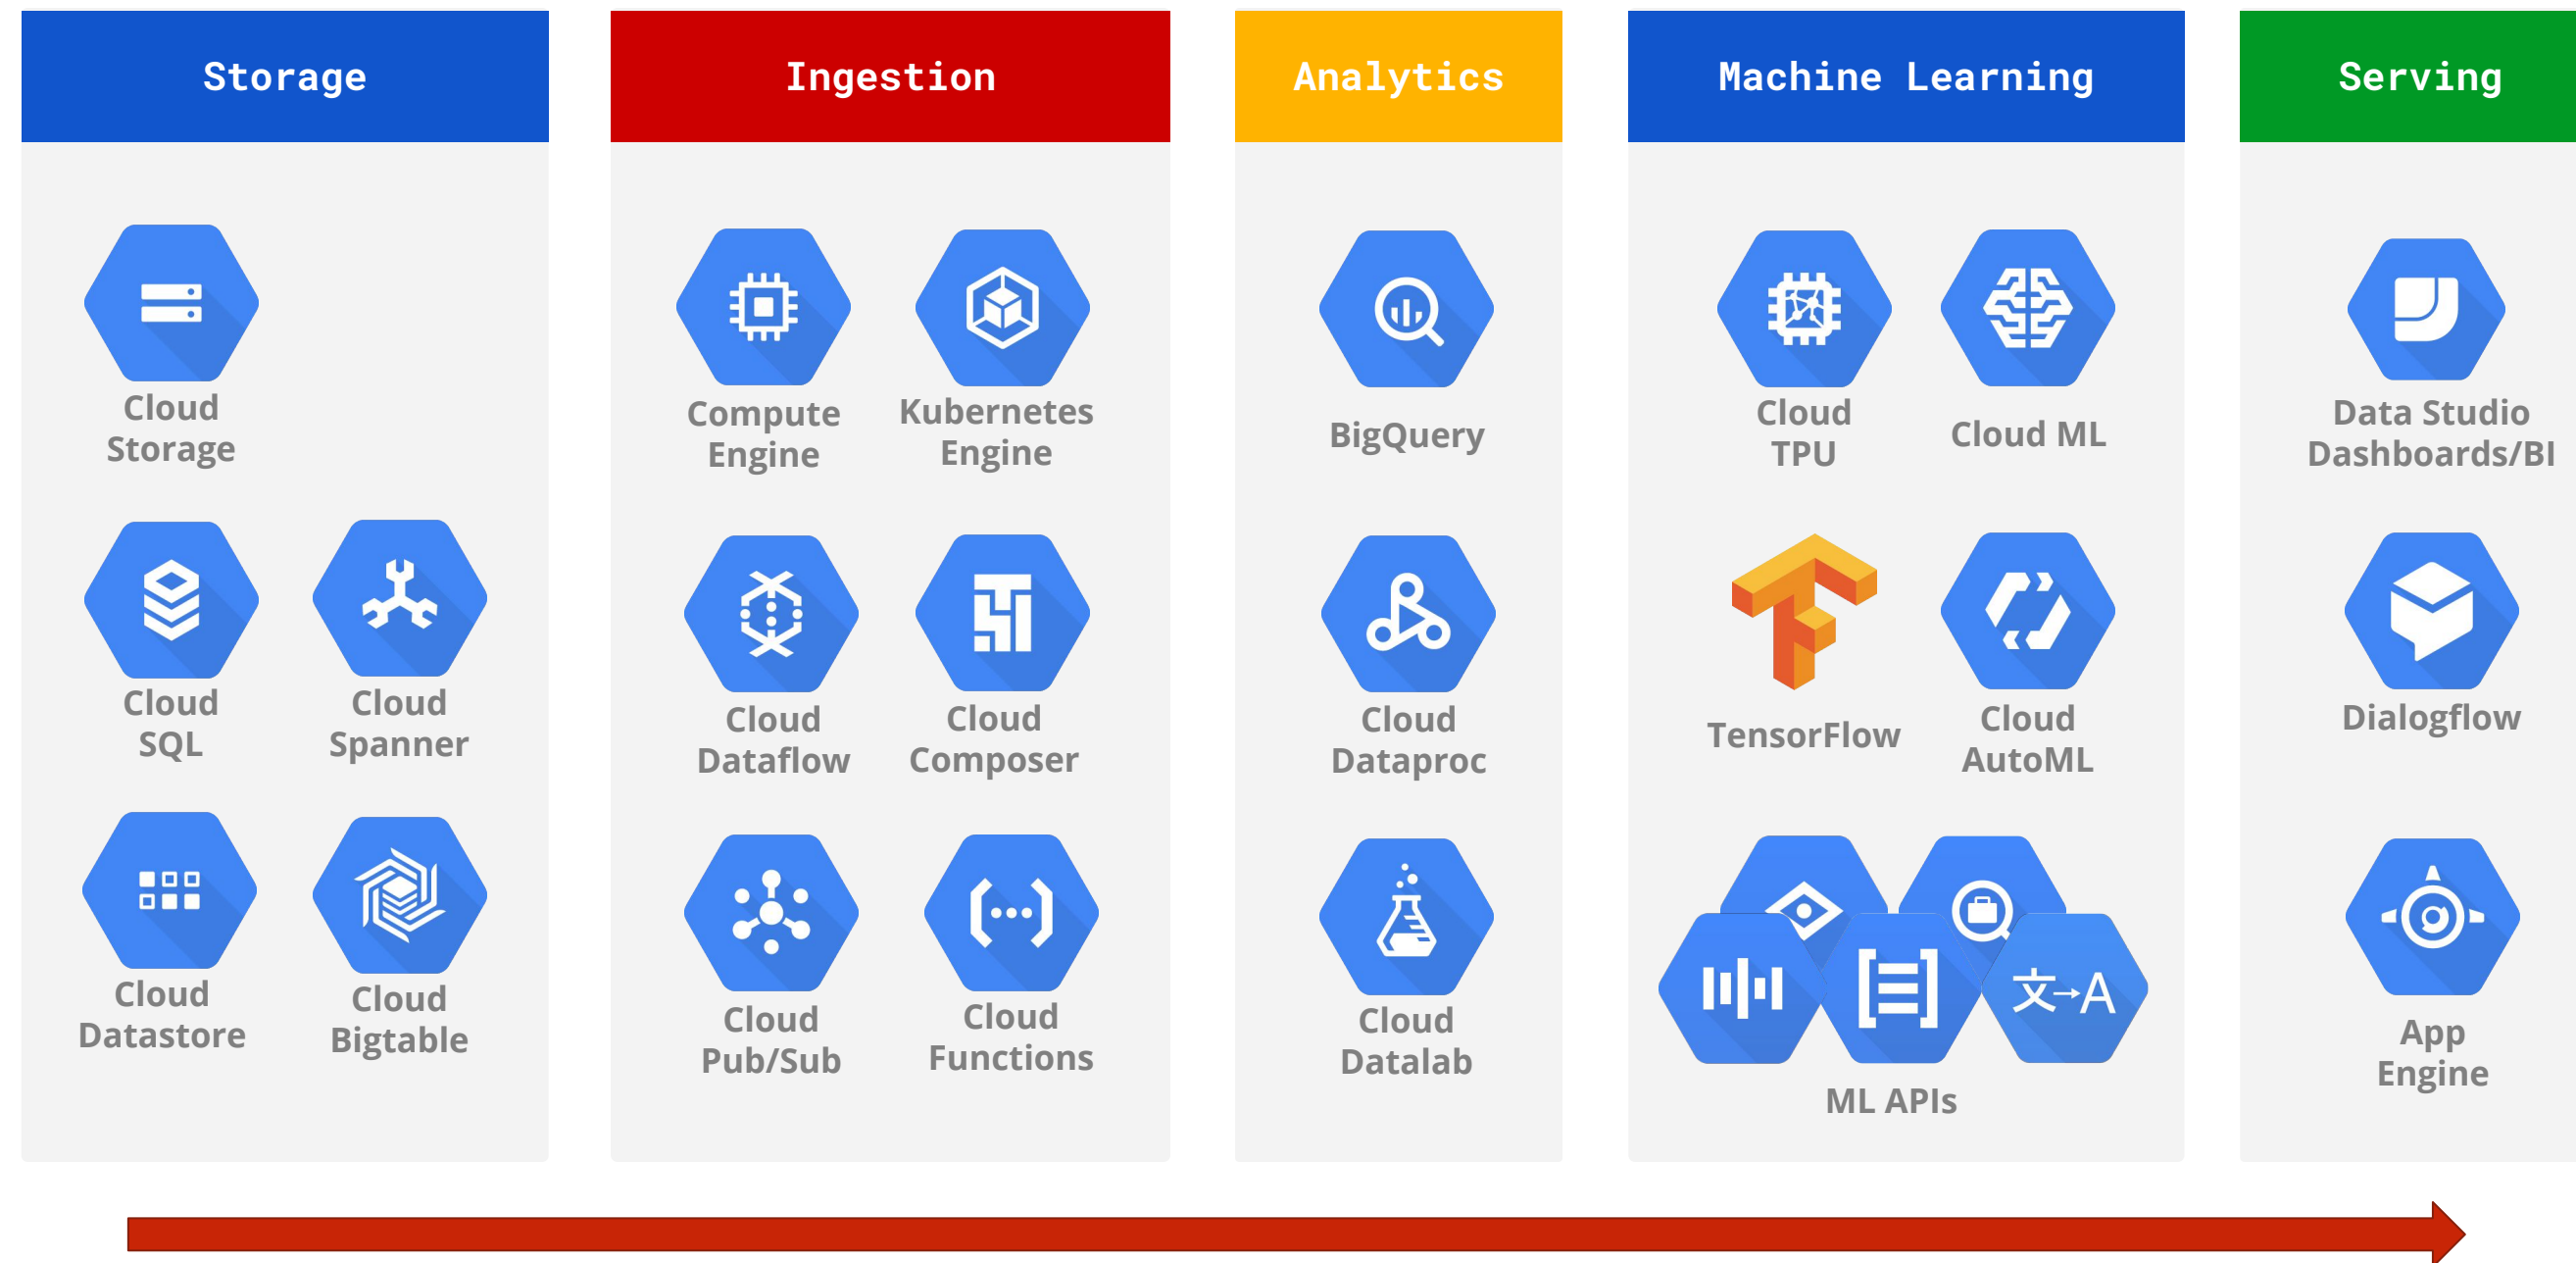 Storage
Cloud
Storage
Cloud
SQL
Cloud
Spanner
Cloud
Datastore
Cloud
Bigtable
Ingestion
Compute
Engine
Kubernetes
Engine
Cloud
Dataflow
Cloud
Composer
Cloud
Pub/Sub
Cloud
Functions
Analytics
BigQuery
Cloud
Dataproc
Cloud
Datalab
Machine Learning
Cloud
TPU
Cloud ML
TensorFlow
Cloud
AutoML
文→A
ML APIs
Serving
Data Studio
Dashboards/BI
Dialogflow
App
Engine